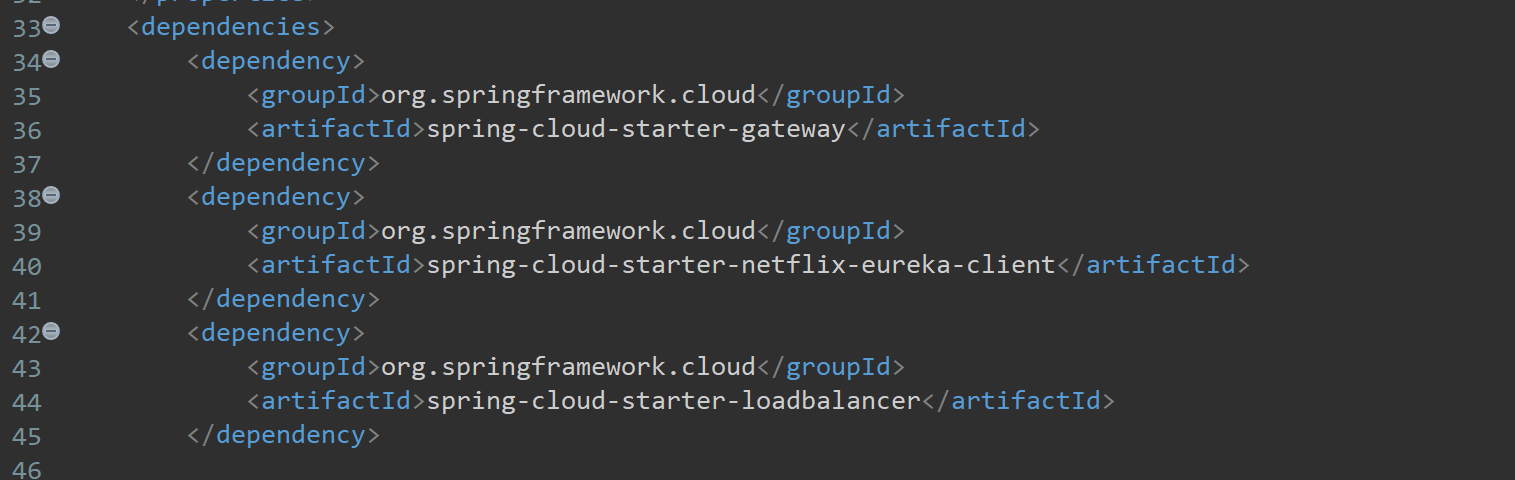 33 <dependencies>
34 <dependency>
35 <groupId>org.springframework.cloud</groupId>
36 <artifactId>spring-cloud-starter-gateway</artifactId>
37 </dependency>
38 <dependency>
39 <groupId>org.springframework.cloud</groupId>
40 <artifactId>spring-cloud-starter-netflix-eureka-client</artifactId>
41 </dependency>
42 <dependency>
43 <groupId>org.springframework.cloud</groupId>
44 <artifactId>spring-cloud-starter-loadbalancer</artifactId>
45 </dependency>
46